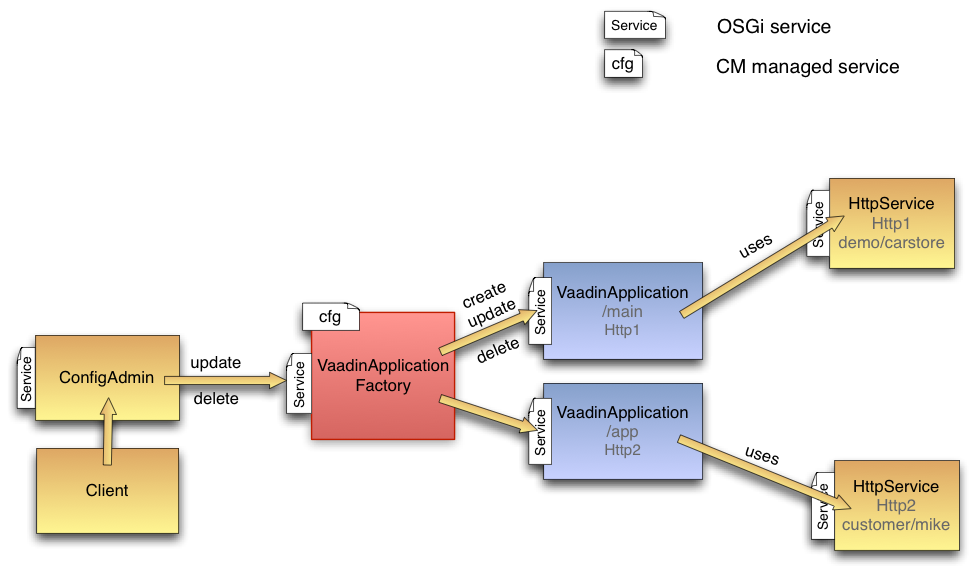 Service
OSGi service
cfg
CM managed service
Service
HttpService
Http1
demo/carstore
uses
Service
VaadinApplication
/main
Http1
create
update
delete
cfg
Service
VaadinApplication
Factory
Service
ConfigAdmin
update
delete
Client
Service
VaadinApplication
/app
Http2
uses
Service
HttpService
Http2
customer/mike